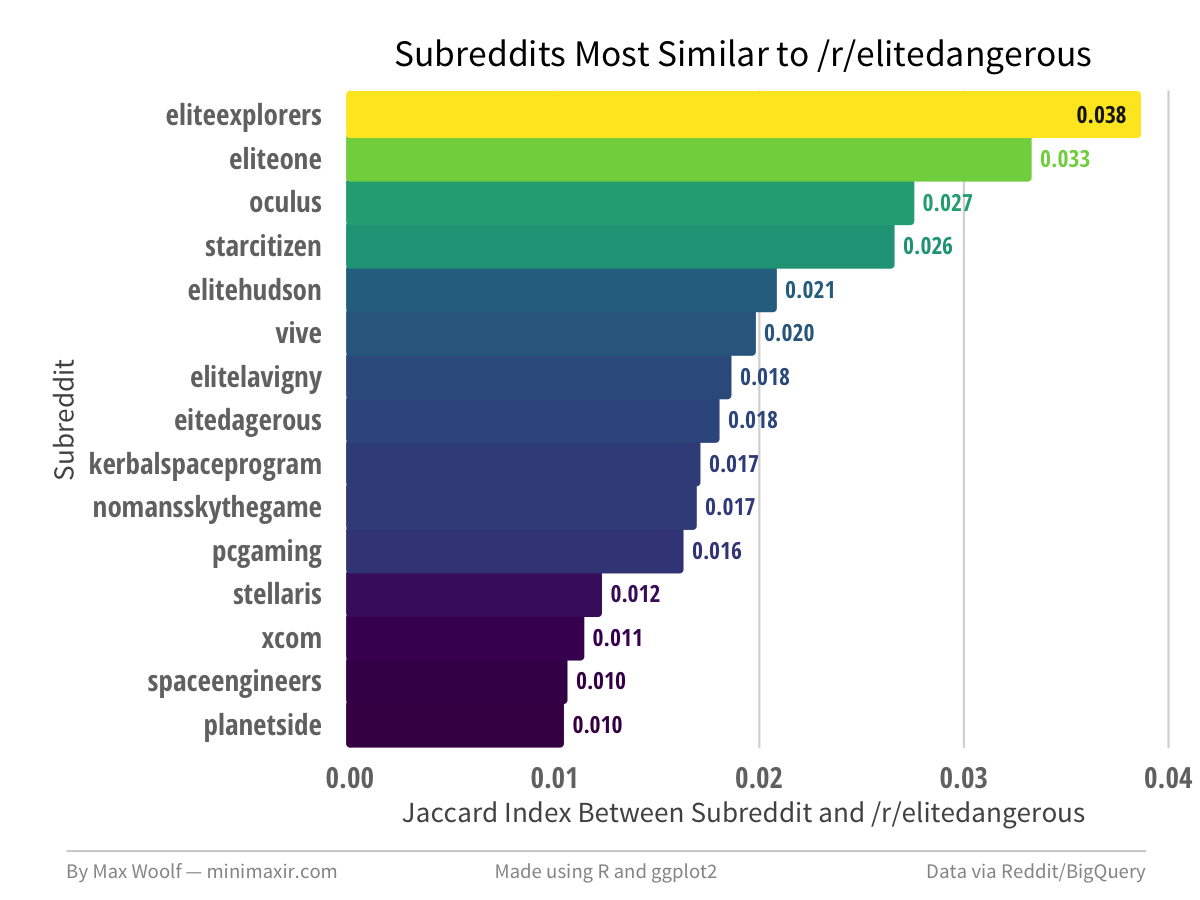 Subreddits Most Similar to /r/elitedangerous
eliteexplorers 0.038
eliteone 0.033
oculus 0.027
starcitizen 0.026
elitehudson 0.021
vive 0.020
elitelavigny 0.018
eitedagerous 0.018
kerbalspaceprogram 0.017
nomansskythegame 0.017
pcgaming 0.016
stellaris 0.012
xcom 0.011
spaceengineers 0.010
planetside 0.010
Subreddit
0.00 0.01 0.02 0.03 0.04
Jaccard Index Between Subreddit and /r/elitedangerous
By Max Woolf — minimaxir.com Made using R and ggplot2 Data via Reddit/BigQuery